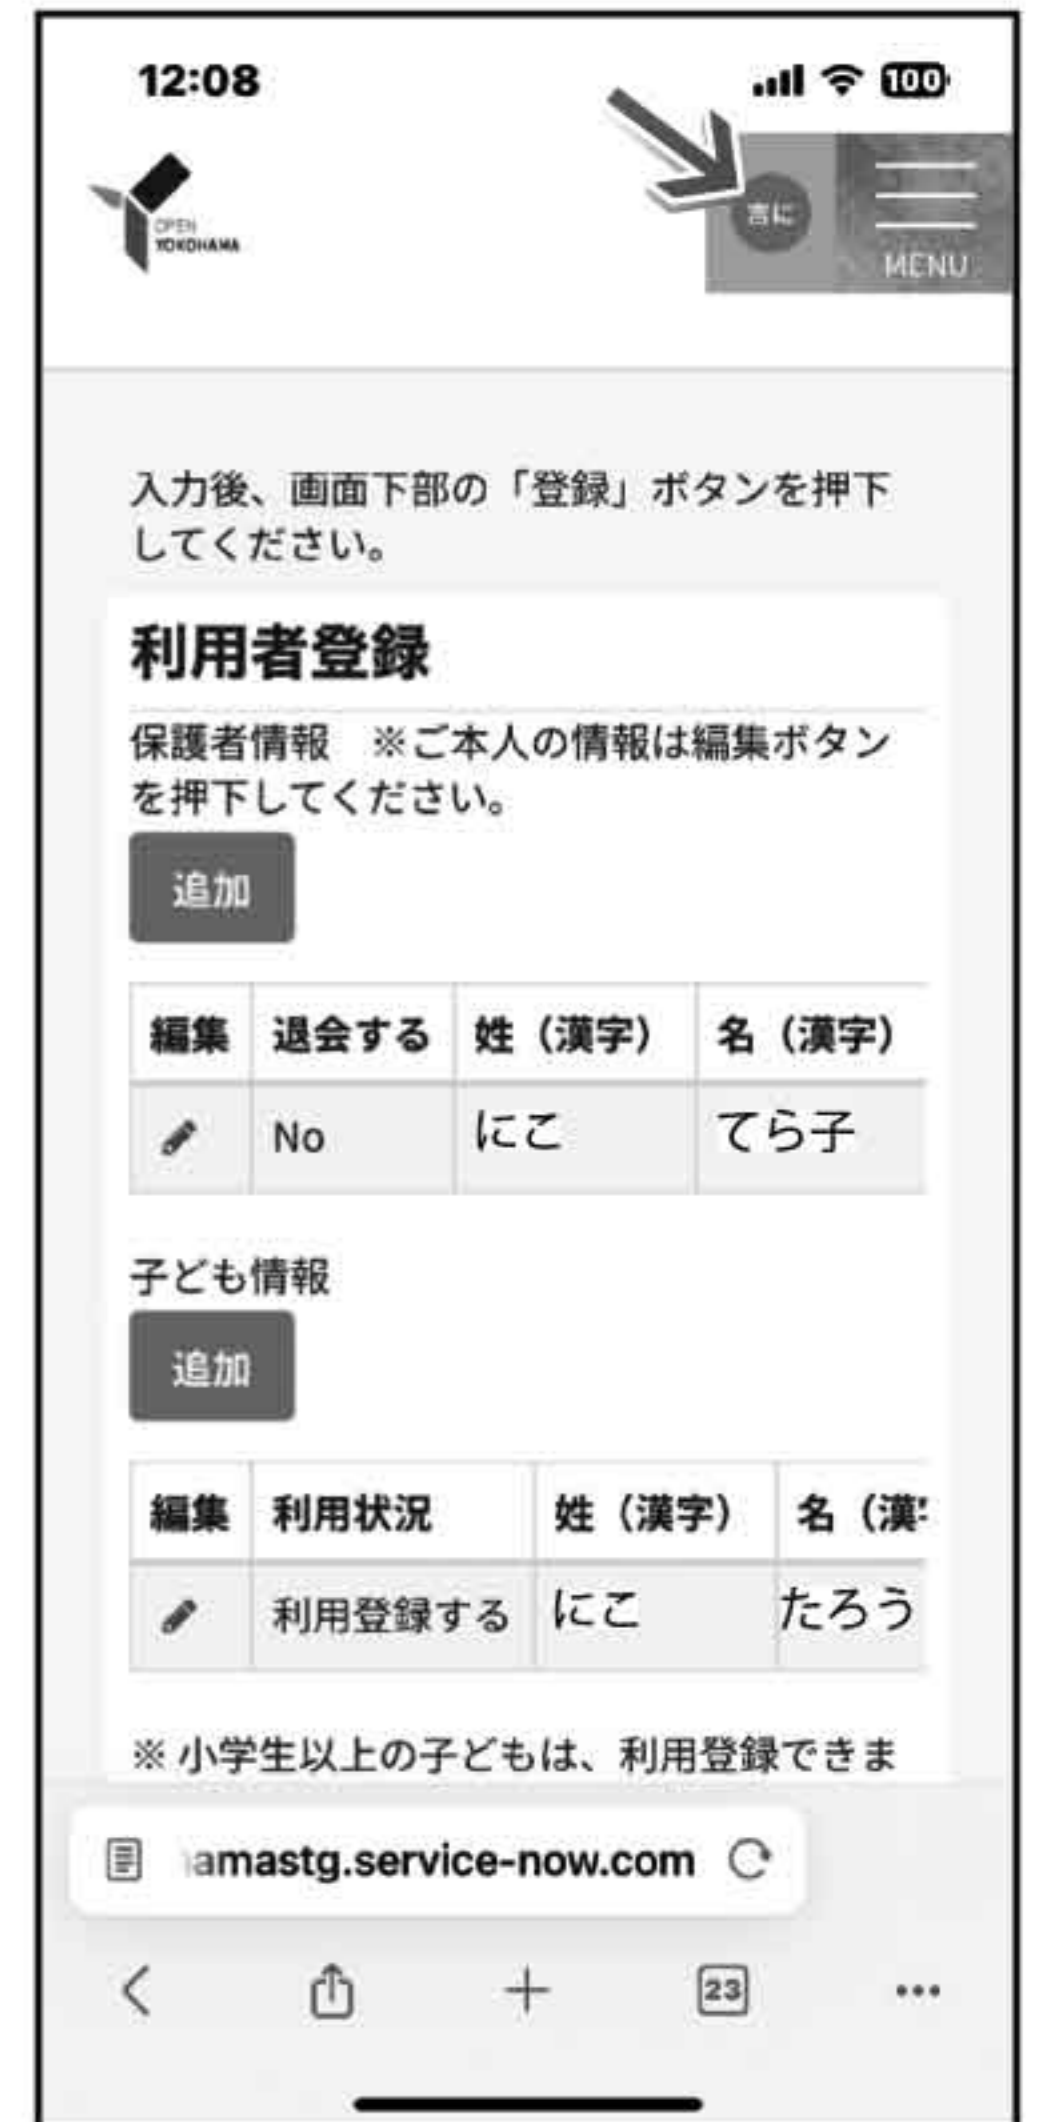 12:08
100
OPEN
YOKOHAMA
言に
MENU
入力後、画面下部の「登録」ボタンを押下
してください。
利用者登録
保護者情報　※ご本人の情報は編集ボタン
を押下してください。
追加
編集 退会する 姓（漢字） 名（漢字）
No にこ てら子
子ども情報
追加
編集 利用状況 姓（漢字） 名（漢
利用登録する にこ たろう
※ 小学生以上の子どもは、利用登録できま
amastg.service-now.com
23